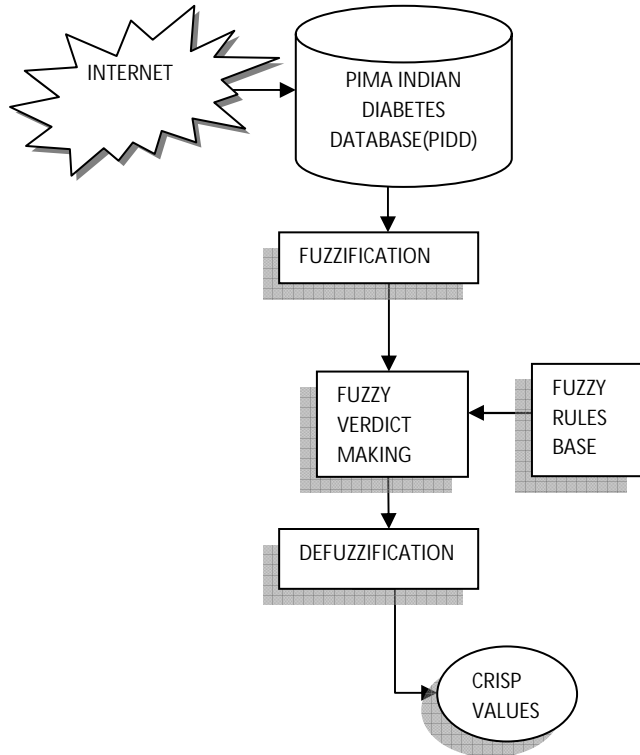 INTERNET
PIMA INDIAN
DIABETES
DATABASE(PIDD)
FUZZIFICATION
FUZZY
VERDICT
MAKING
FUZZY
RULES
BASE
DEFUZZIFICATION
CRISP
VALUES